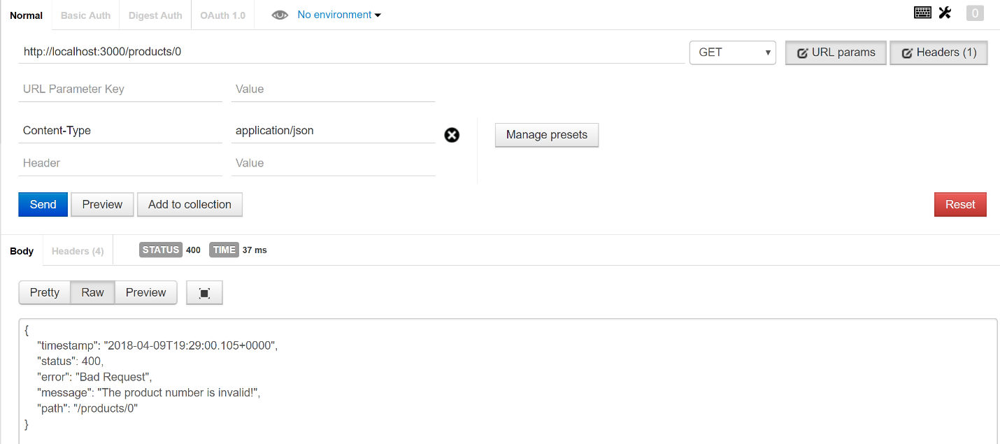 Normal Basic Auth Digest Auth OAuth 1.0 No environment 0
http://localhost:3000/products/0 GET URL params Headers (1)
URL Parameter Key Value
Content-Type application/json Manage presets
Header Value
Send Preview Add to collection Reset
Body Headers (4) STATUS 400 TIME 37 ms
Pretty Raw Preview
{
"timestamp": "2018-04-09T19:29:00.105+0000",
"status": 400,
"error": "Bad Request",
"message": "The product number is invalid!",
"path": "/products/0"
}